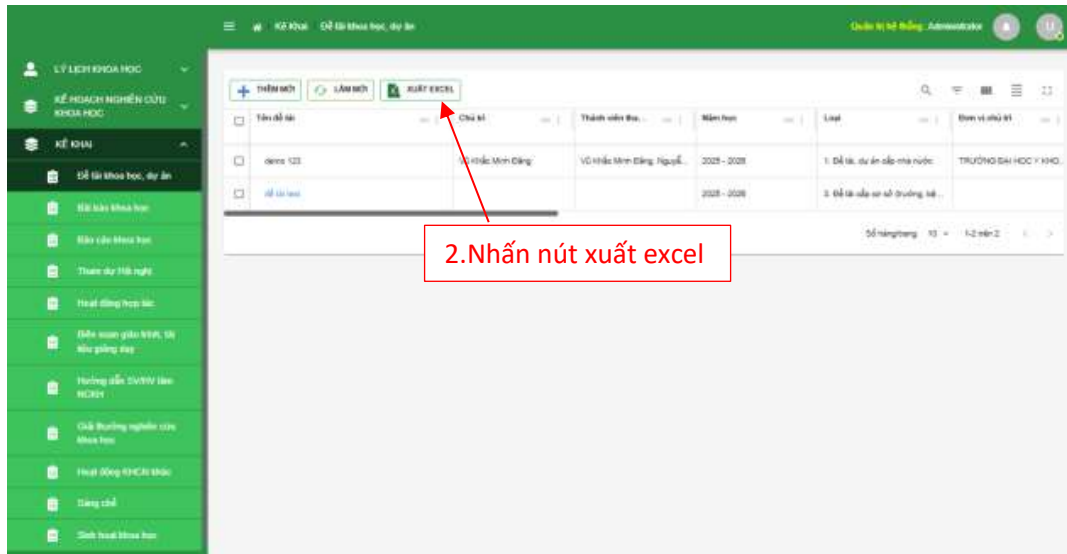 Kê Khai Đề tài khoa học, dự án
Quản trị hệ thống: Administrator U
LÝ LỊCH KHOA HỌC
KẾ HOẠCH NGHIÊN CỨU
KHOA HỌC
KÊ KHAI
Đề tài khoa học, dự án
Bài báo khoa học
Báo cáo khoa học
Tham dự Hội nghị
Hoạt động hợp tác
Biên soạn giáo trình, tài
liệu giảng dạy
Hướng dẫn SV/HV làm
NCKH
Giải thưởng nghiên cứu
khoa học
Hoạt động KHCN khác
Sáng chế
Sinh hoạt khoa học
THÊM MỚI LÀM MỚI XUẤT EXCEL
Tên đề tài Chủ trì Thành viên tha... Năm học Loại Đơn vị chủ trì
demo 123 Vũ Khắc Minh Đăng Vũ Khắc Minh Đăng, Nguyễ... 2025 - 2026 1. Đề tài, dự án cấp nhà nước TRƯỜNG ĐẠI HỌC Y KHO...
đề tài test 2025 - 2026 3. Đề tài cấp cơ sở (trường, bệ...
Số hàng/trang: 10 1-2 trên 2
2.Nhấn nút xuất excel